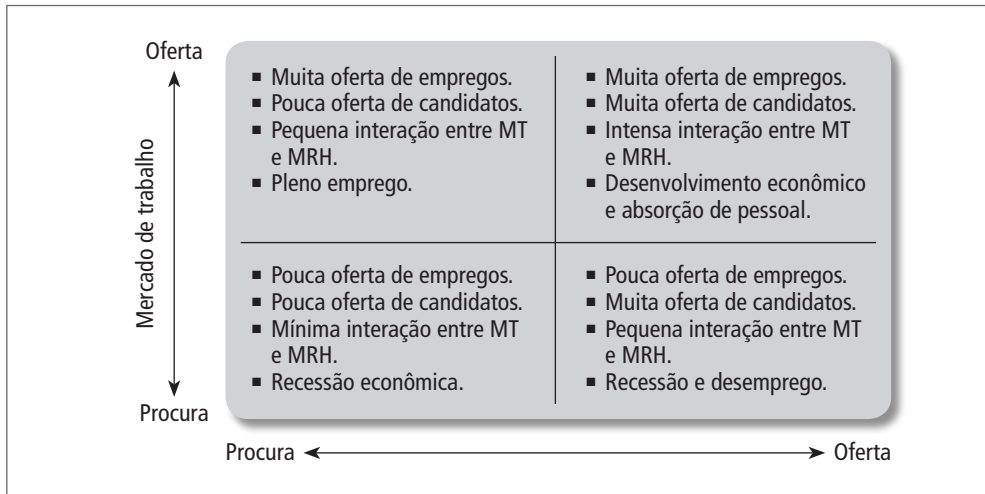 Oferta
Mercado de trabalho
Procura
■ Muita oferta de empregos.
■ Pouca oferta de candidatos.
■ Pequena interação entre MT
e MRH.
■ Pleno emprego.
■ Muita oferta de empregos.
■ Muita oferta de candidatos.
■ Intensa interação entre MT
e MRH.
■ Desenvolvimento econômico
e absorção de pessoal.
■ Pouca oferta de empregos.
■ Pouca oferta de candidatos.
■ Mínima interação entre MT
e MRH.
■ Recessão econômica.
■ Pouca oferta de empregos.
■ Muita oferta de candidatos.
■ Pequena interação entre MT
e MRH.
■ Recessão e desemprego.
Procura
Oferta